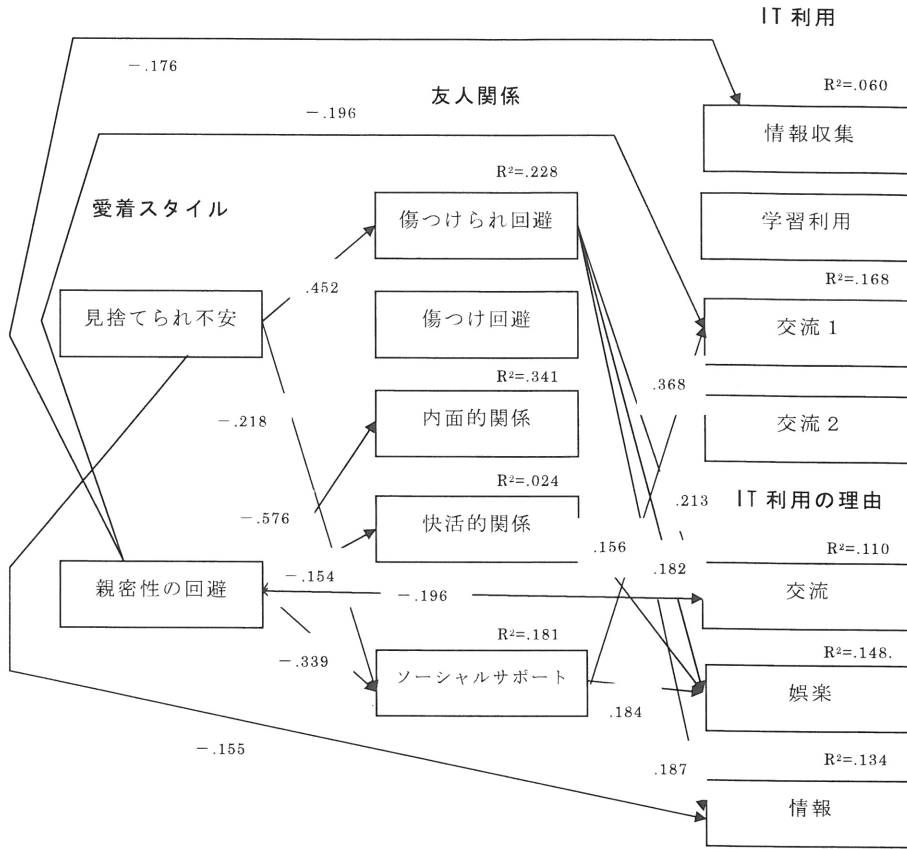 IT 利用
－.176
R²=.060
友人関係
－.196
情報収集
R²=.228
愛着スタイル
傷つけられ回避
学習利用
R²=.168
.452
見捨てられ不安
傷つけ回避
交流１
R²=.341
.368
－.218
内面的関係
交流２
R²=.024
.213
IT 利用の理由
－.576
快活的関係
.156
R²=.110
－.154
.182
親密性の回避
－.196
交流
R²=.181
R²=.148.
－.339
ソーシャルサポート
娯楽
.184
－.155
R²=.134
.187
情報